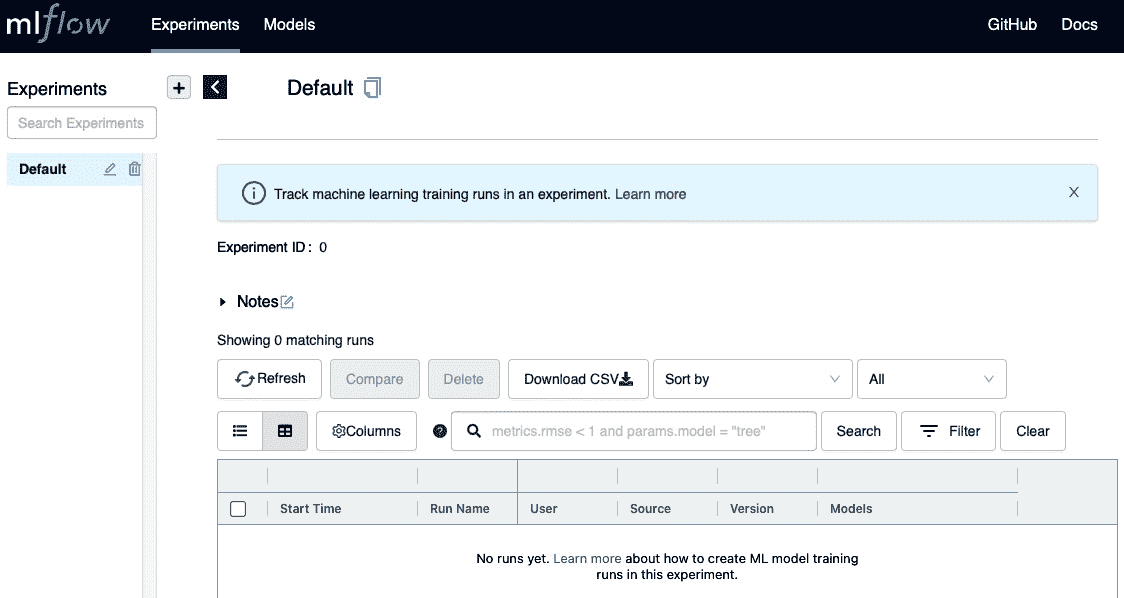 mlflow Experiments Models GitHub Docs
Experiments
Search Experiments
Default
Default
Track machine learning training runs in an experiment. Learn more
Experiment ID: 0
Notes
Showing 0 matching runs
Refresh Compare Delete Download CSV Sort by All
Columns metrics.rmse < 1 and params.model = "tree" Search Filter Clear
Start Time Run Name User Source Version Models
No runs yet. Learn more about how to create ML model training
runs in this experiment.